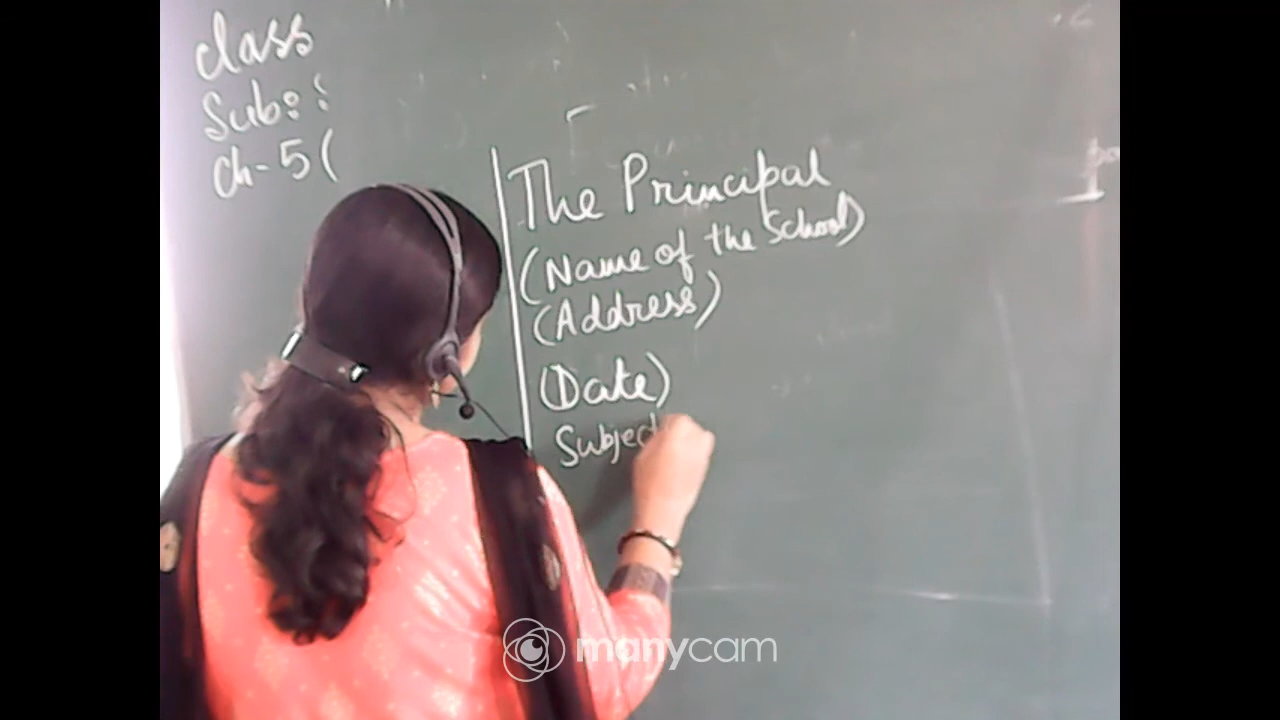 class
Sub:- :
Ch-5 (
The Principal
(Name of the School)
(Address)
(Date)
Subject
manycam